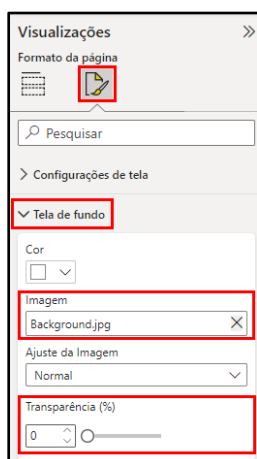 Visualizações
Formato da página
Pesquisar
Configurações de tela
Tela de fundo
Cor
Imagem
Background.jpg
Ajuste da Imagem
Normal
Transparência (%)
0